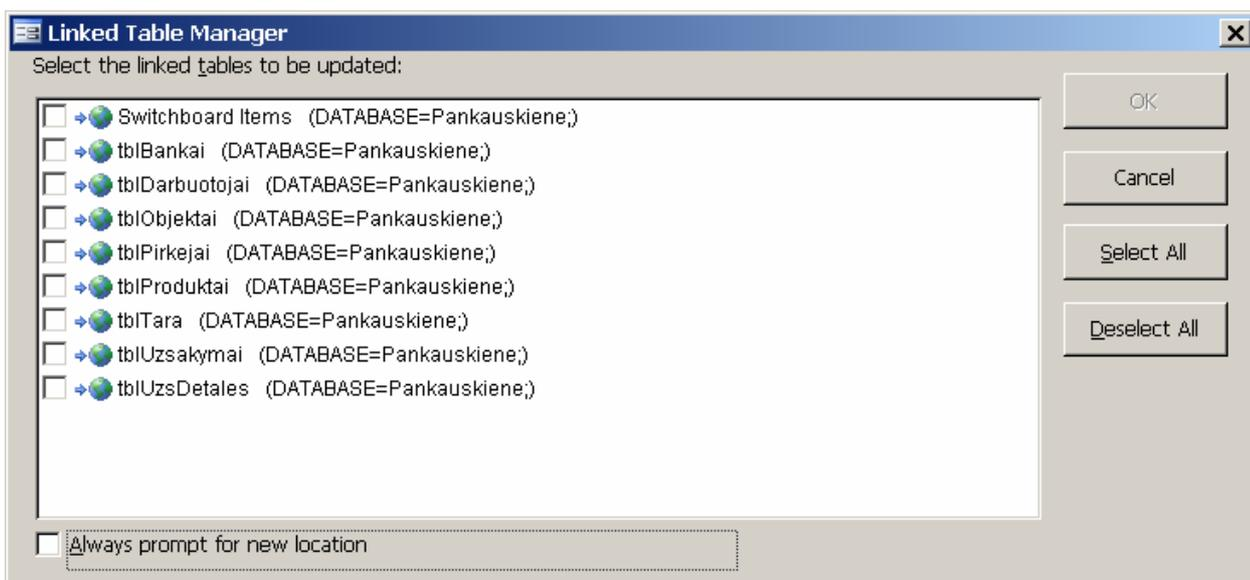 Linked Table Manager
Select the linked tables to be updated:
Switchboard Items (DATABASE=Pankauskiene;)
tblBankai (DATABASE=Pankauskiene;)
tblDarbuotojai (DATABASE=Pankauskiene;)
tblObjektai (DATABASE=Pankauskiene;)
tblPirkejai (DATABASE=Pankauskiene;)
tblProduktai (DATABASE=Pankauskiene;)
tblTara (DATABASE=Pankauskiene;)
tblUzsakymai (DATABASE=Pankauskiene;)
tblUzsDetales (DATABASE=Pankauskiene;)
Always prompt for new location
OK
Cancel
Select All
Deselect All